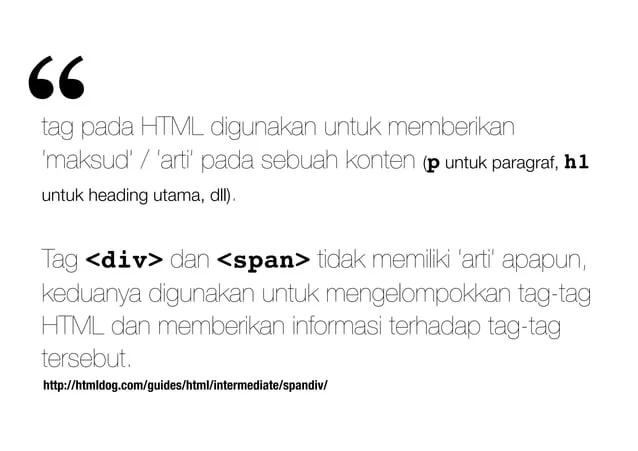 “
tag pada HTML digunakan untuk memberikan
'maksud' / 'arti' pada sebuah konten (p untuk paragraf, h1
untuk heading utama, dll).
Tag <div> dan <span> tidak memiliki 'arti' apapun,
keduanya digunakan untuk mengelompokkan tag-tag
HTML dan memberikan informasi terhadap tag-tag
tersebut.
http://htmldog.com/guides/html/intermediate/spandiv/